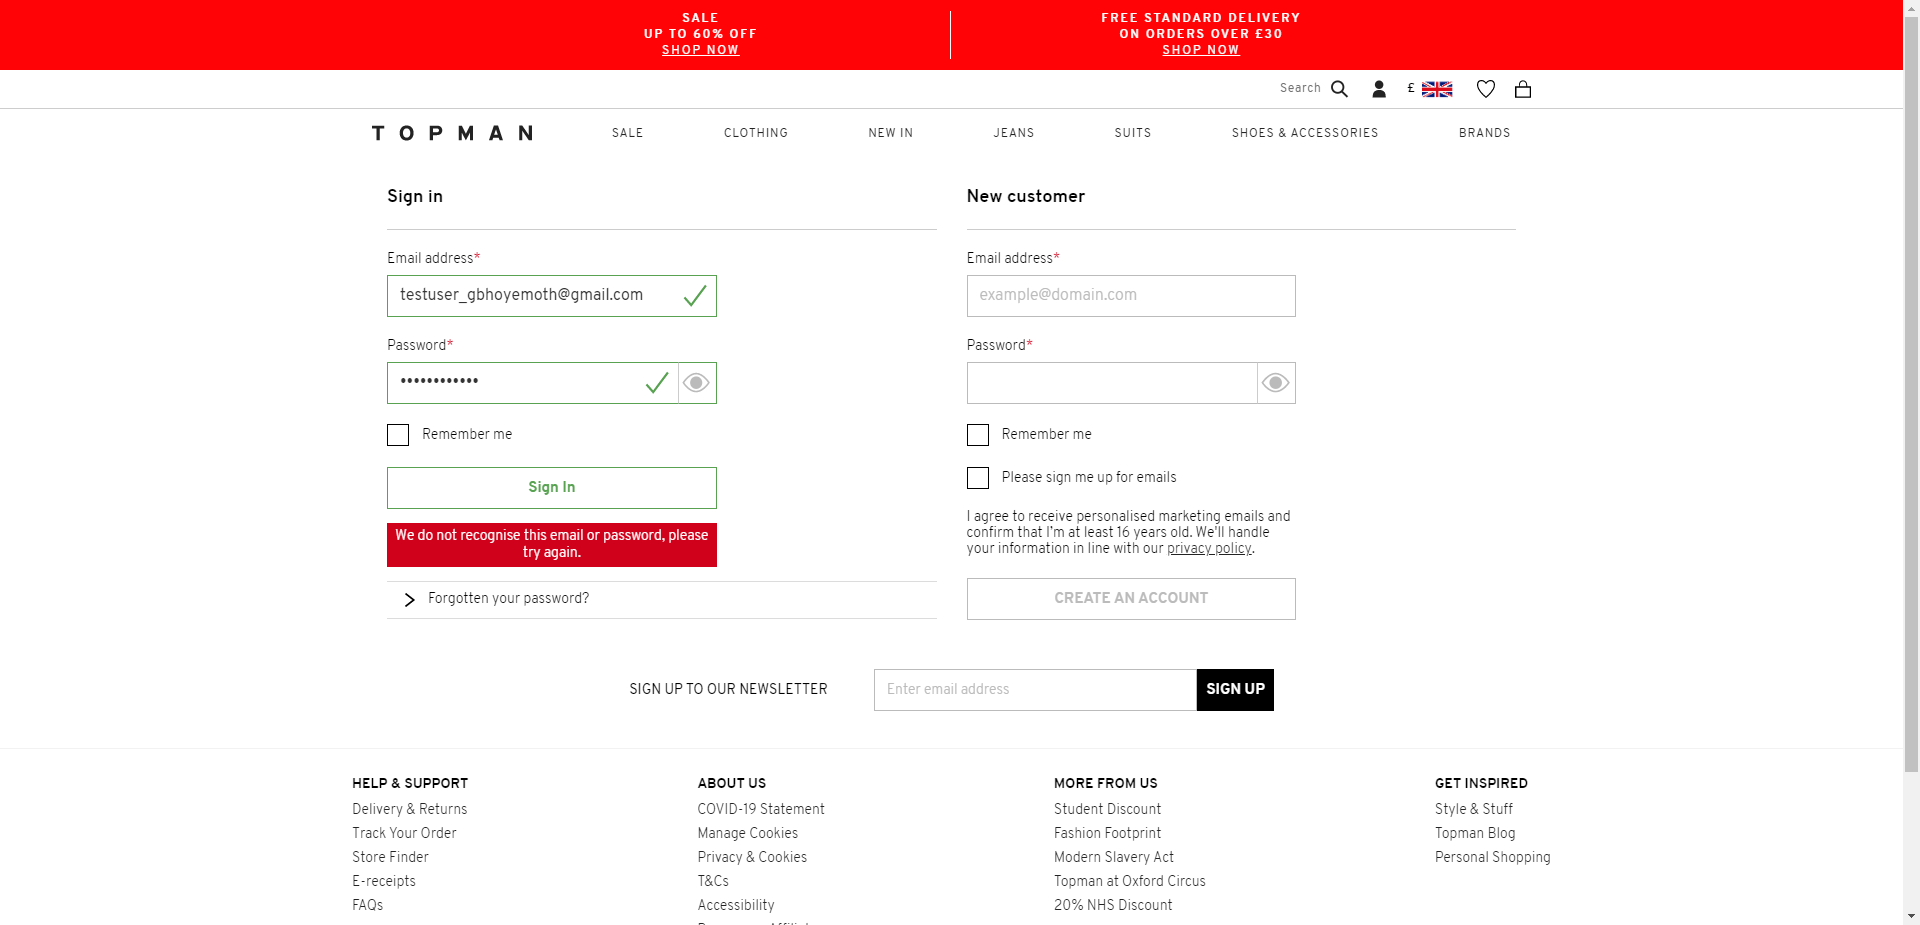 SALE
UP TO 60% OFF
SHOP NOW
FREE STANDARD DELIVERY
ON ORDERS OVER £30
SHOP NOW
Search
£
TOPMAN
SALE
CLOTHING
NEW IN
JEANS
SUITS
SHOES & ACCESSORIES
BRANDS
Sign in
Email address*
testuser_gbhoyemoth@gmail.com
Password*
••••••••••••
Remember me
Sign In
We do not recognise this email or password, please
try again.
Forgotten your password?
New customer
Email address*
example@domain.com
Password*
Remember me
Please sign me up for emails
I agree to receive personalised marketing emails and
confirm that I'm at least 16 years old. We'll handle
your information in line with our privacy policy.
CREATE AN ACCOUNT
SIGN UP TO OUR NEWSLETTER
Enter email address
SIGN UP
HELP & SUPPORT
Delivery & Returns
Track Your Order
Store Finder
E-receipts
FAQs
ABOUT US
COVID-19 Statement
Manage Cookies
Privacy & Cookies
T&Cs
Accessibility
MORE FROM US
Student Discount
Fashion Footprint
Modern Slavery Act
Topman at Oxford Circus
20% NHS Discount
GET INSPIRED
Style & Stuff
Topman Blog
Personal Shopping